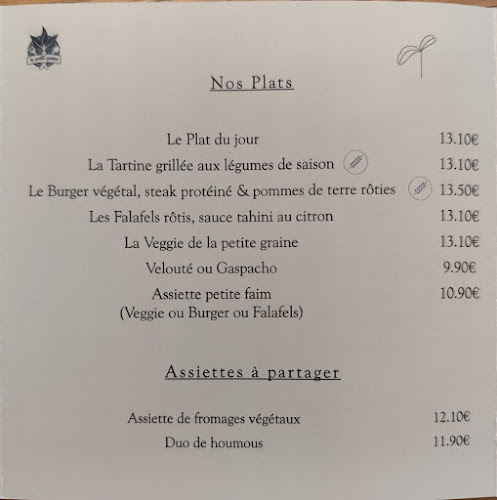 la petite graine
Nos Plats
Le Plat du jour 13.10€
La Tartine grillée aux légumes de saison 13.10€
Le Burger végétal, steak protéiné & pommes de terre rôties 13.50€
Les Falafels rôtis, sauce tahini au citron 13.10€
La Veggie de la petite graine 13.10€
Velouté ou Gaspacho 9.90€
Assiette petite faim 10.90€
(Veggie ou Burger ou Falafels)
Assiettes à partager
Assiette de fromages végétaux 12.10€
Duo de houmous 11.90€